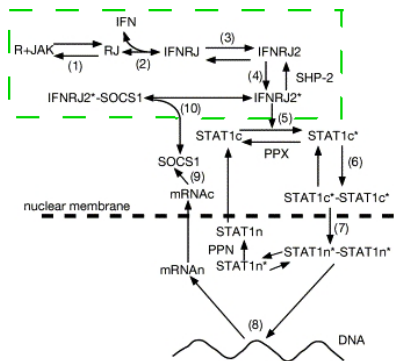 IFN
R+JAK RJ IFNRJ (3) IFNRJ2
(1) (2)
(4) SHP-2
IFNRJ2*-SOCS1 IFNRJ2*
(10) (5)
STAT1c STAT1c*
PPX
SOCS1 (6)
(9)
mRNAc STAT1c*-STAT1c*
nuclear membrane
STAT1n (7)
PPN STAT1n*-STAT1n*
mRNAn STAT1n*
(8)
DNA